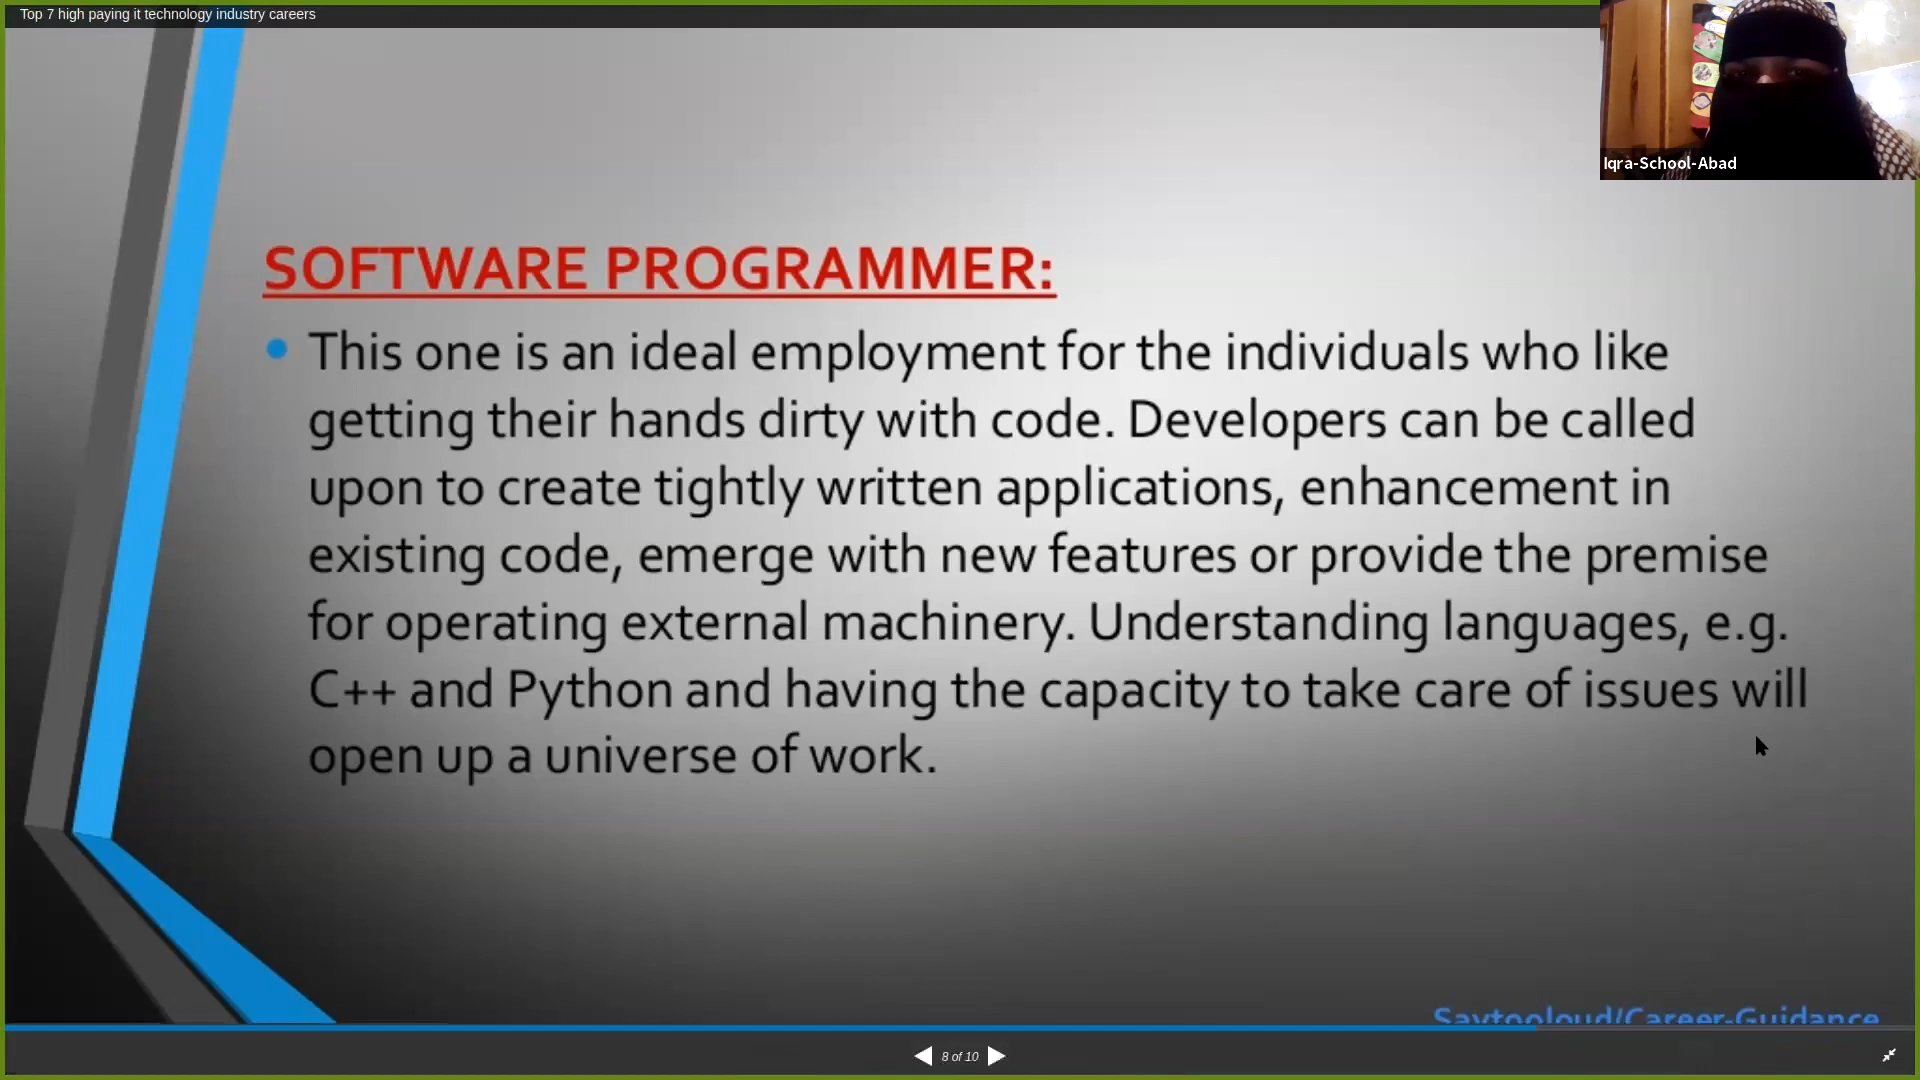 Top 7 high paying it technology industry careers
Iqra-School-Abad
SOFTWARE PROGRAMMER:
• This one is an ideal employment for the individuals who like
getting their hands dirty with code. Developers can be called
upon to create tightly written applications, enhancement in
existing code, emerge with new features or provide the premise
for operating external machinery. Understanding languages, e.g.
C++ and Python and having the capacity to take care of issues will
open up a universe of work.
Saytooloud/Career-Guidance
8 of 10